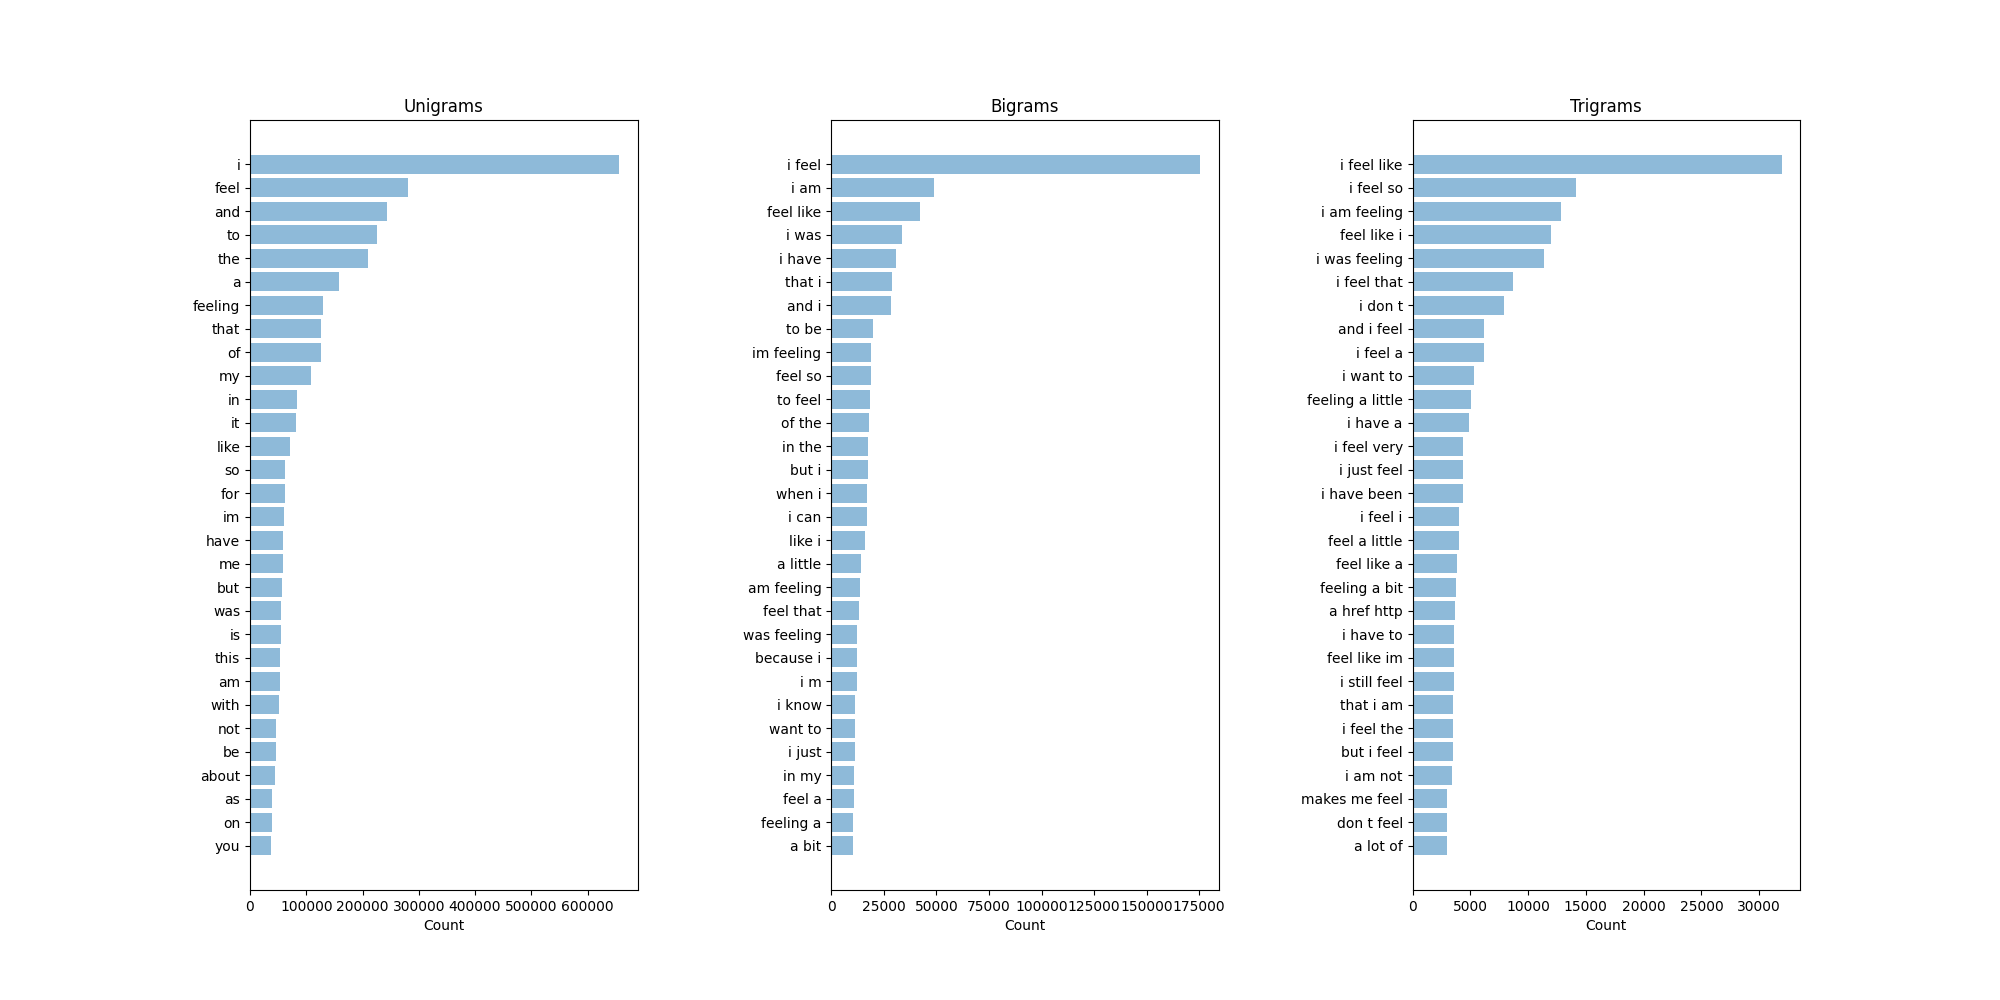 Unigrams
i
feel
and
to
the
a
feeling
that
of
my
in
it
like
so
for
im
have
me
but
was
is
this
am
with
not
be
about
as
on
you
0 100000 200000 300000 400000 500000 600000
Count
Bigrams
i feel
i am
feel like
i was
i have
that i
and i
to be
im feeling
feel so
to feel
of the
in the
but i
when i
i can
like i
a little
am feeling
feel that
was feeling
because i
i m
i know
want to
i just
in my
feel a
feeling a
a bit
0 25000 50000 75000 100000 125000 150000 175000
Count
Trigrams
i feel like
i feel so
i am feeling
feel like i
i was feeling
i feel that
i don t
and i feel
i feel a
i want to
feeling a little
i have a
i feel very
i just feel
i have been
i feel i
feel a little
feel like a
feeling a bit
a href http
i have to
feel like im
i still feel
that i am
i feel the
but i feel
i am not
makes me feel
don t feel
a lot of
0 5000 10000 15000 20000 25000 30000
Count